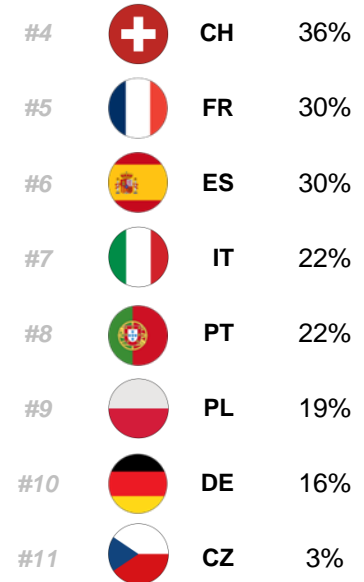 #4 CH 36%
#5 FR 30%
#6 ES 30%
#7 IT 22%
#8 PT 22%
#9 PL 19%
#10 DE 16%
#11 CZ 3%